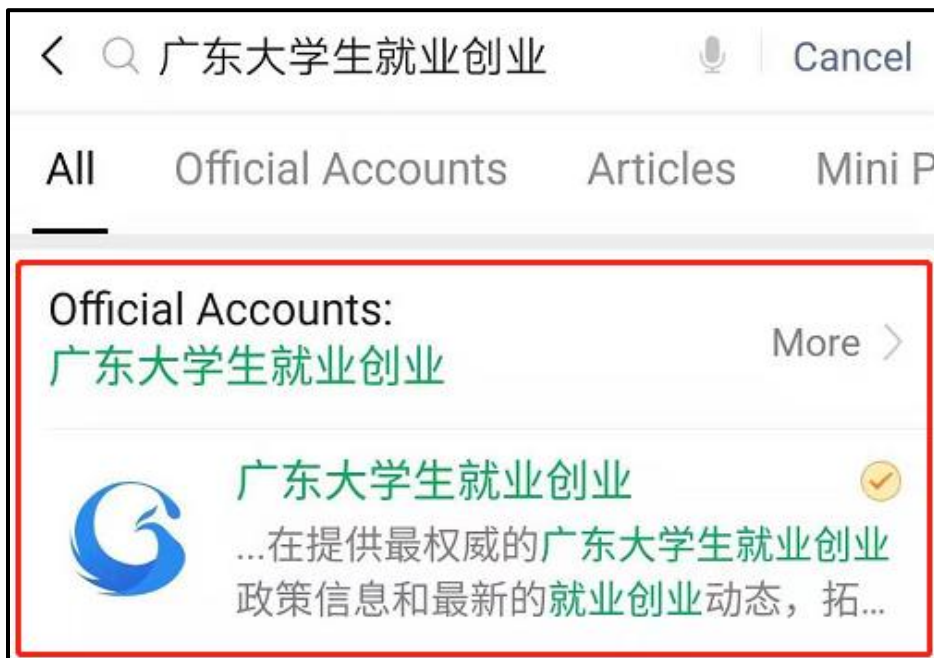 广东大学生就业创业 Cancel
All Official Accounts Articles Mini P
Official Accounts:
广东大学生就业创业
More
广东大学生就业创业
...在提供最权威的广东大学生就业创业
政策信息和最新的就业创业动态，拓...